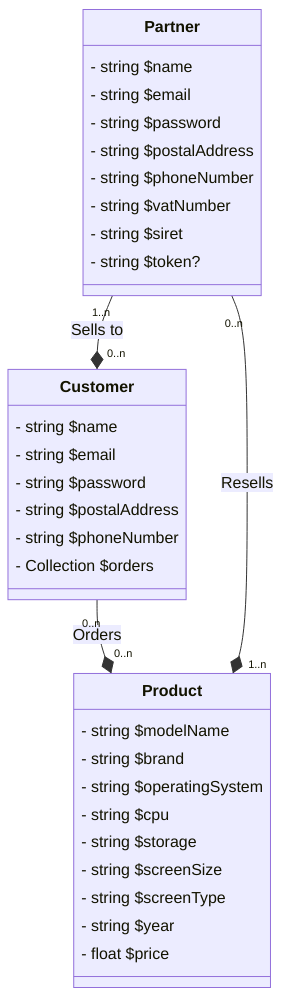 Partner
- string $name
- string $email
- string $password
- string $postalAddress
- string $phoneNumber
- string $vatNumber
- string $siret
- string $token?
1..n
0..n
Sells to
0..n
Customer
- string $name
- string $email
- string $password
- string $postalAddress
- string $phoneNumber
- Collection $orders
Resells
0..n
Orders
0..n
1..n
Product
- string $modelName
- string $brand
- string $operatingSystem
- string $cpu
- string $storage
- string $screenSize
- string $screenType
- string $year
- float $price